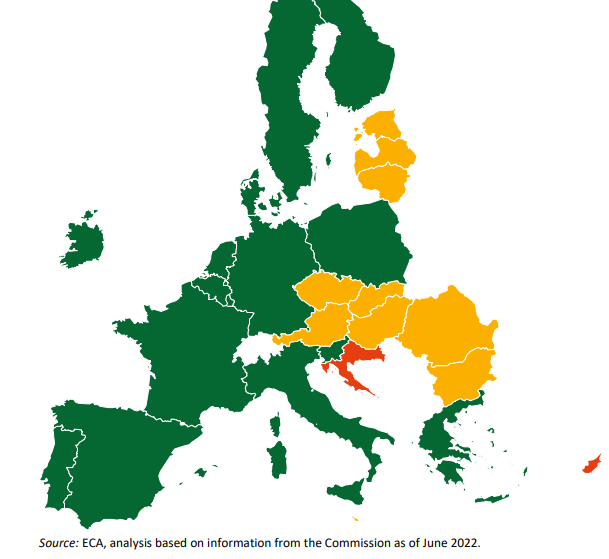 Source: ECA, analysis based on information from the Commission as of June 2022.